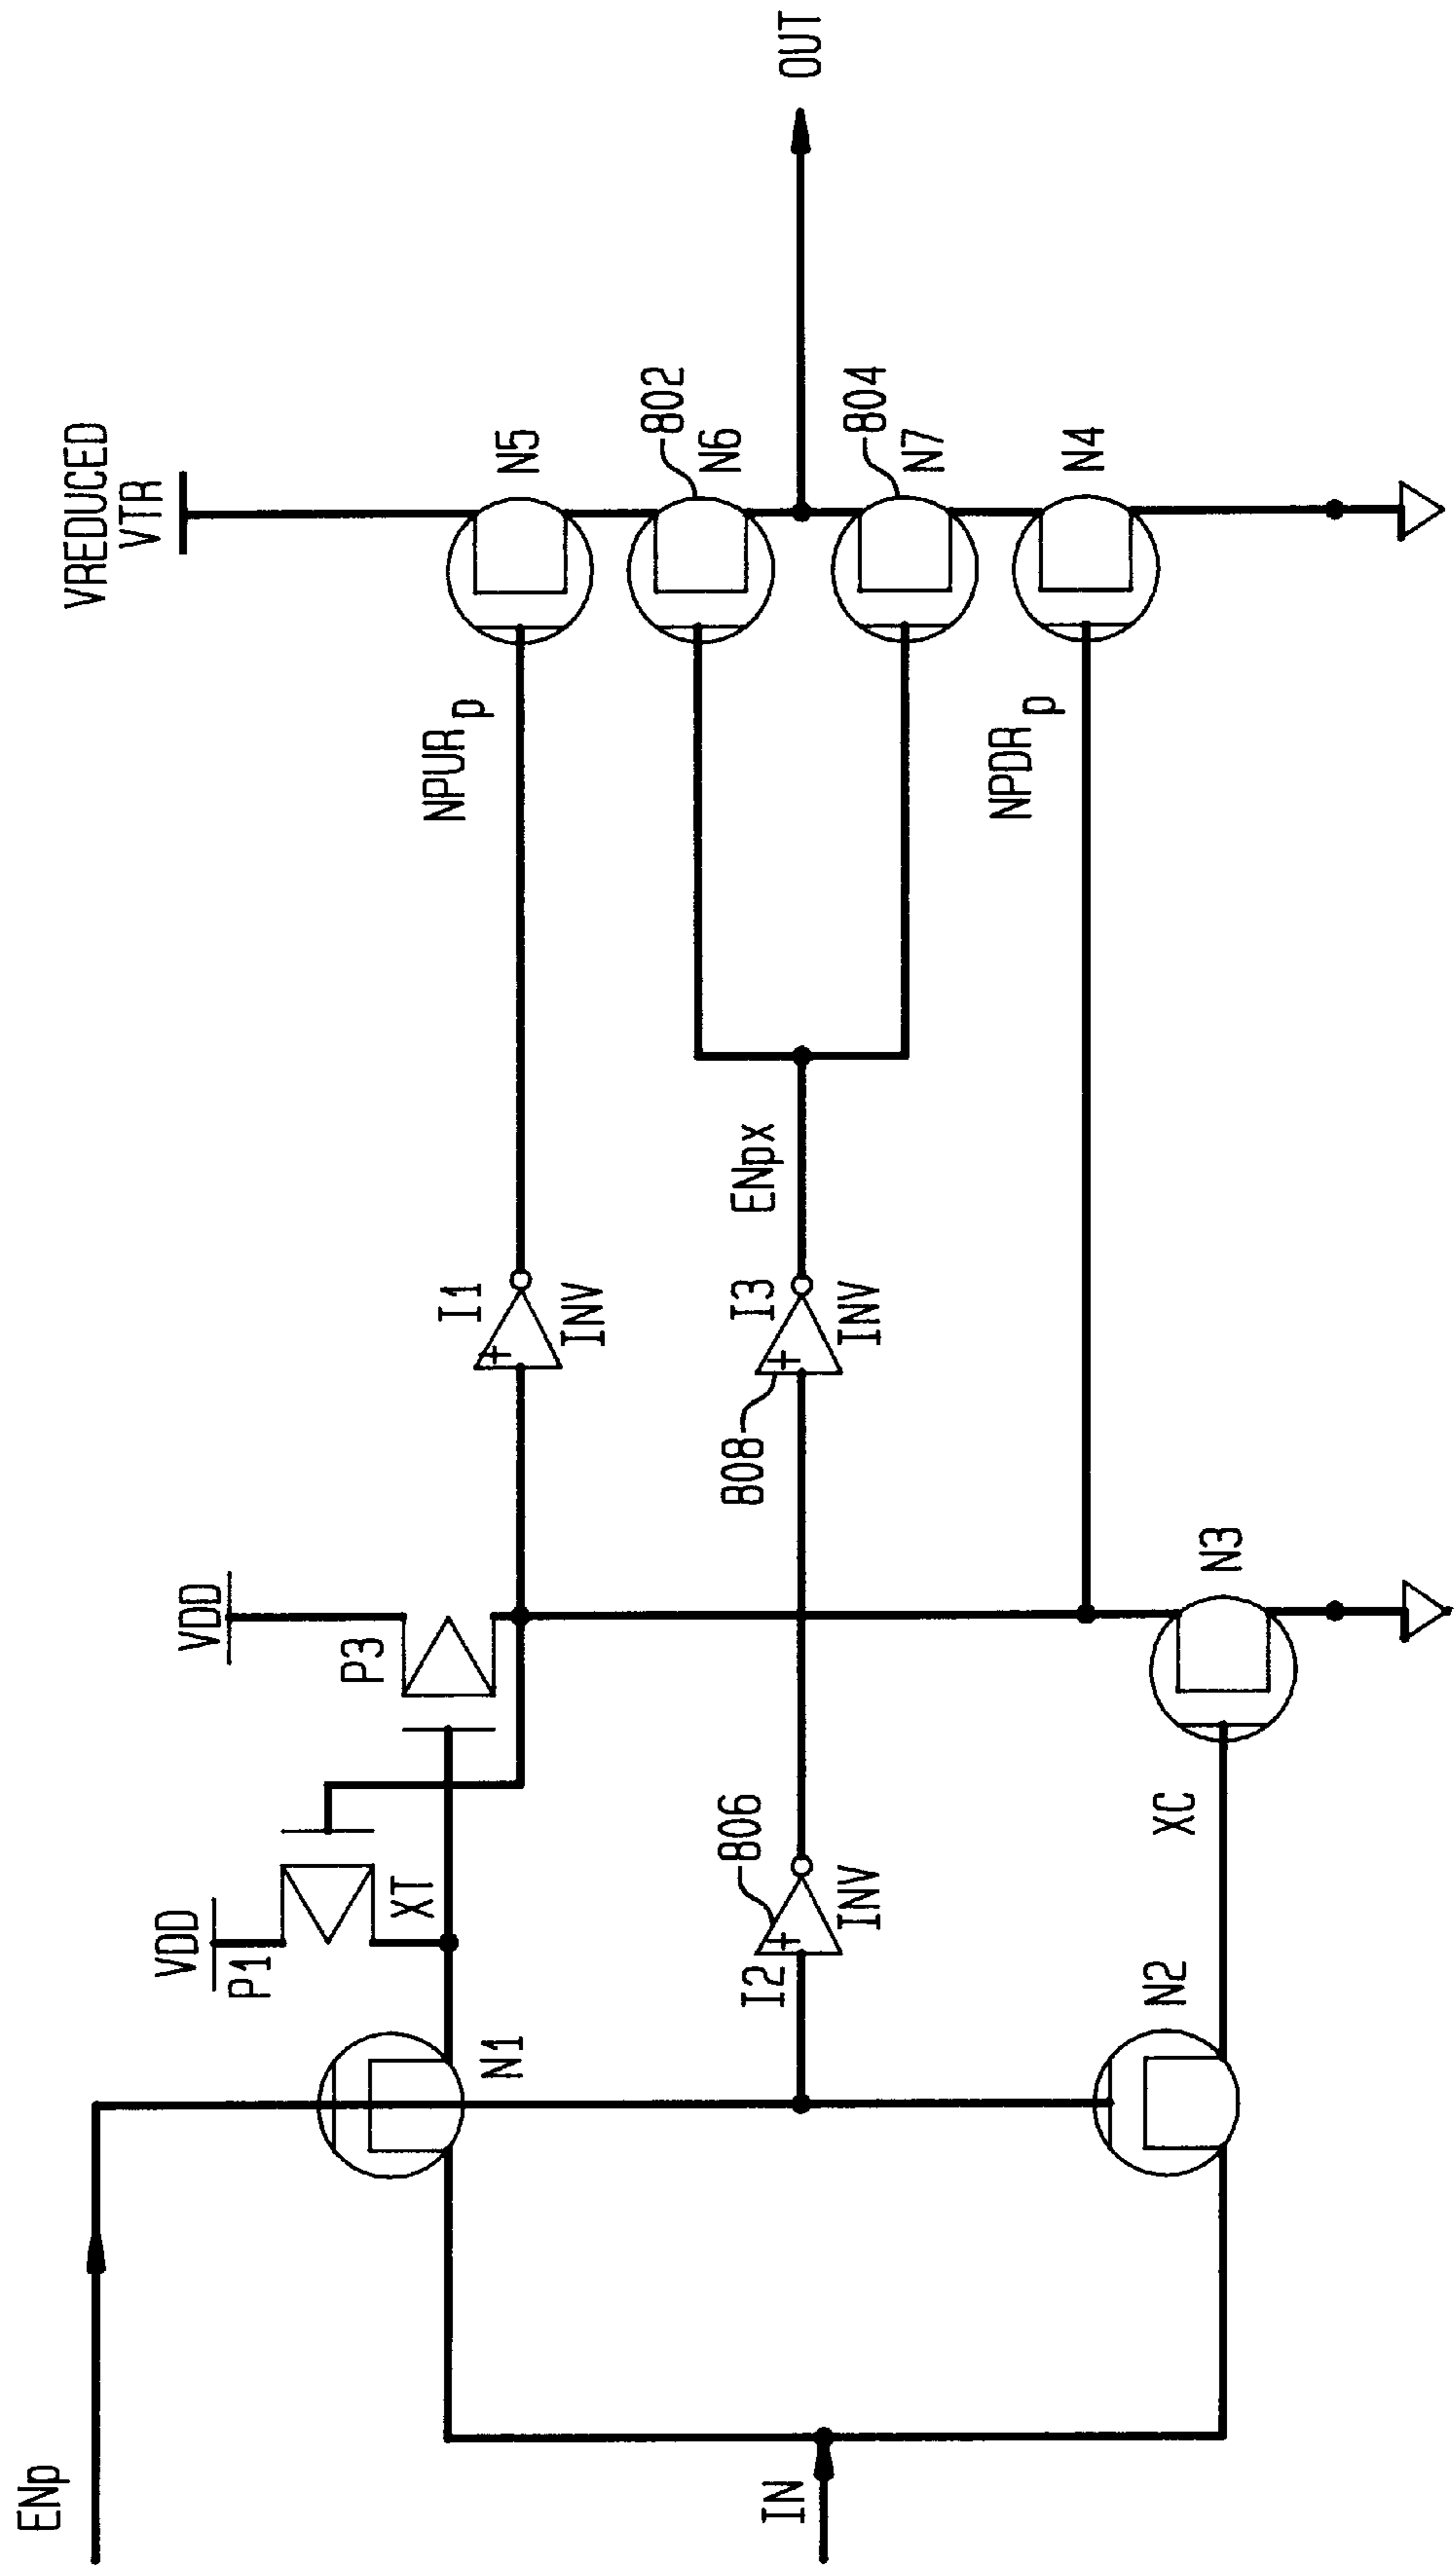 ENp
IN
VDD
P1
XT
N1
I2
806
INV
N2
XC
VDD
P3
N3
808
I3
INV
I1
INV
ENpx
NPURp
NPDRp
VREDUCED
VTR
N5
802
N6
804
N7
N4
OUT